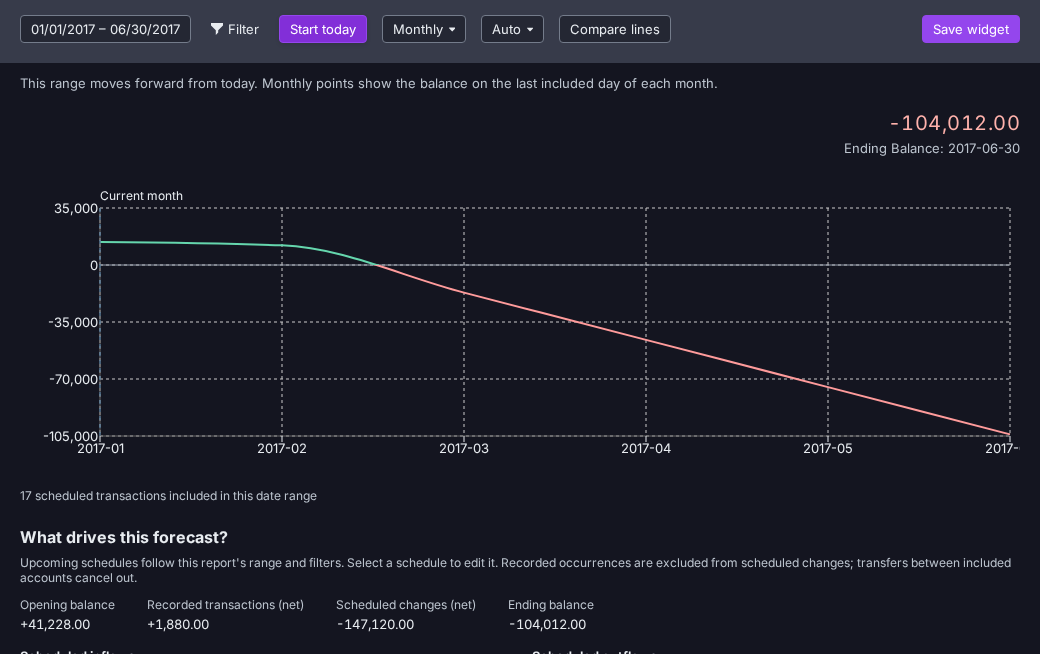 01/01/2017 – 06/30/2017 Filter Start today Monthly Auto Compare lines Save widget
This range moves forward from today. Monthly points show the balance on the last included day of each month.
-104,012.00
Ending Balance: 2017-06-30
Current month
35,000
0
-35,000
-70,000
-105,000
2017-01 2017-02 2017-03 2017-04 2017-05 2017-
17 scheduled transactions included in this date range
What drives this forecast?
Upcoming schedules follow this report's range and filters. Select a schedule to edit it. Recorded occurrences are excluded from scheduled changes; transfers between included
accounts cancel out.
Opening balance Recorded transactions (net) Scheduled changes (net) Ending balance
+41,228.00 +1,880.00 -147,120.00 -104,012.00